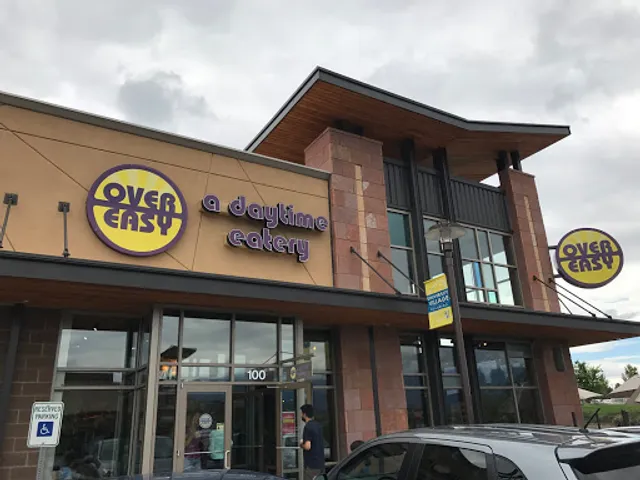 OVER
EASY
a daytime
eatery
OVER
EASY
100
RESERVED
PARKING